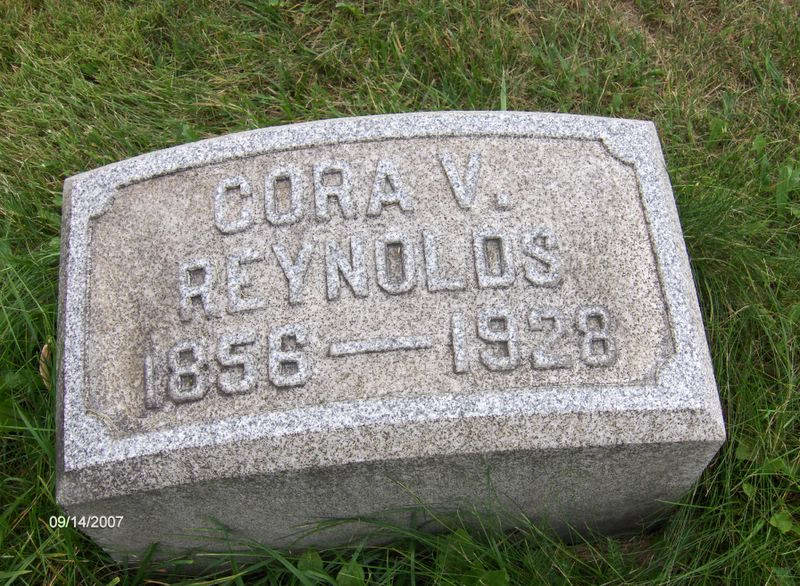 CORA V.
REYNOLDS
1856 — 1928
09/14/2007